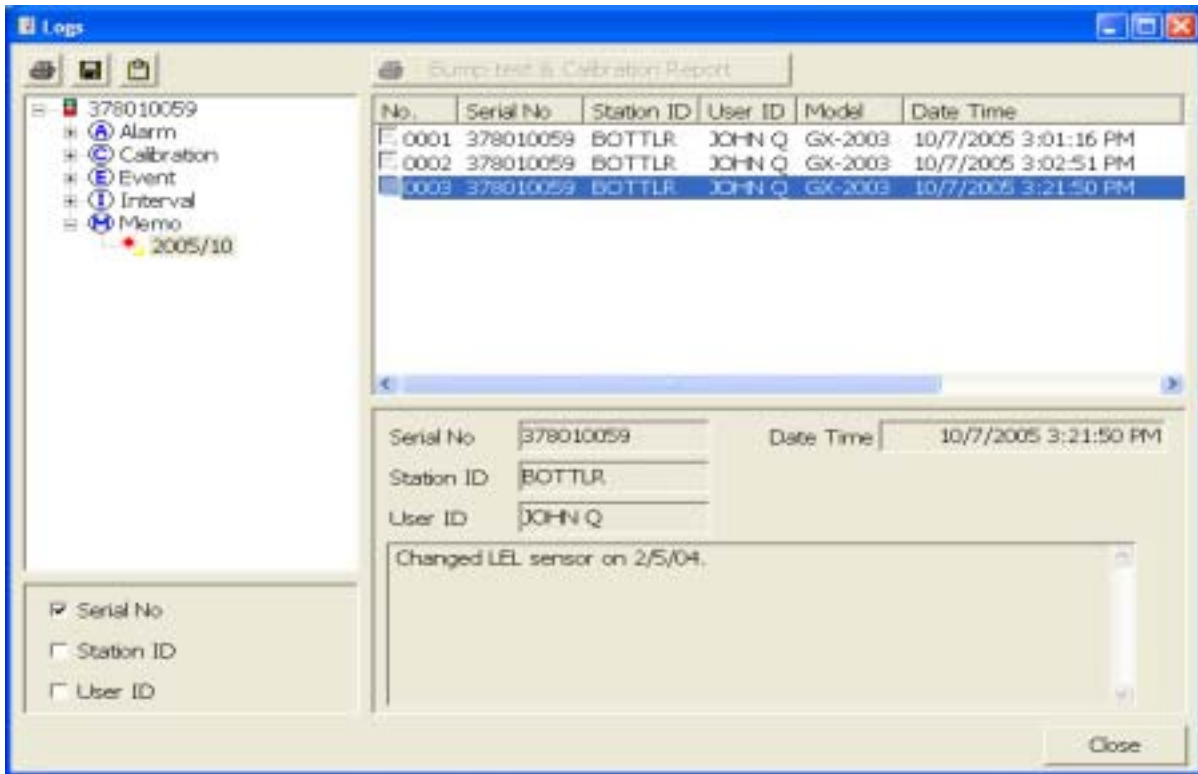 Logs
Bump test & Calibration Report
378010059
A Alarm
C Calibration
E Event
I Interval
M Memo
2005/10
No. Serial No Station ID User ID Model Date Time
0001 378010059 BOTTLR JOHN Q GX-2003 10/7/2005 3:01:16 PM
0002 378010059 BOTTLR JOHN Q GX-2003 10/7/2005 3:02:51 PM
0003 378010059 BOTTLR JOHN Q GX-2003 10/7/2005 3:21:50 PM
Serial No 378010059 Date Time 10/7/2005 3:21:50 PM
Station ID BOTTLR
User ID JOHN Q
Changed LEL sensor on 2/5/04.
Serial No
Station ID
User ID
Close